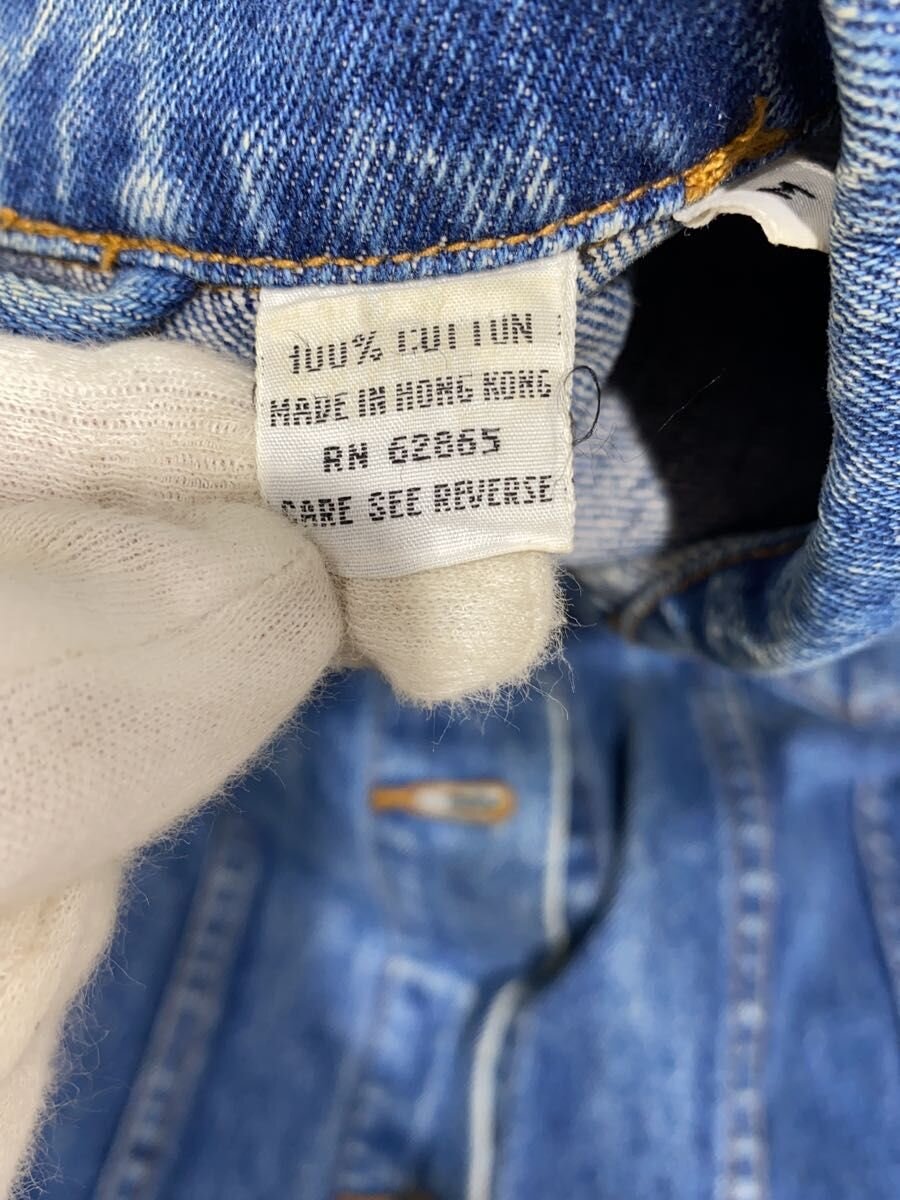 100% COTTON
MADE IN HONG KONG
RN 62865
CARE SEE REVERSE